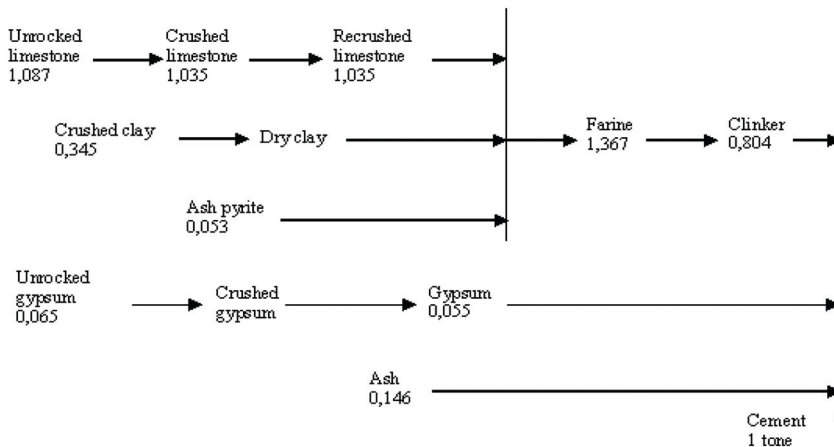 Unrocked
limestone
1,087
Crushed
limestone
1,035
Recrushed
limestone
1,035
Crushed clay
0,345
Dry clay
Farine
1,367
Clinker
0,804
Ash pyrite
0,053
Unrocked
gypsum
0,065
Crushed
gypsum
Gypsum
0,055
Ash
0,146
Cement
1 tone